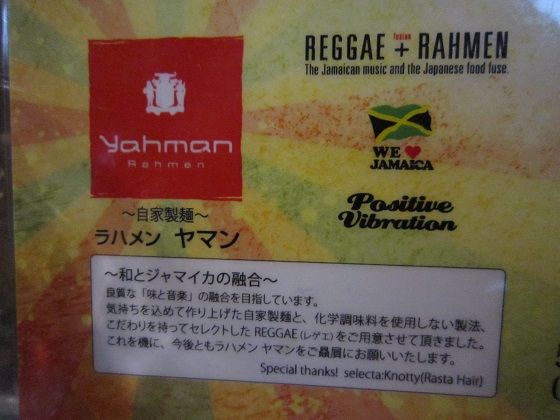 REGGAE fusion + RAHMEN
The Jamaican music and the Japanese food fuse.
Yahman
Rahmen
WE ♥
JAMAICA
Positive
Vibration
～自家製麺～
ラハメン ヤマン
～和とジャマイカの融合～
良質な「味と音楽」の融合を目指しています。
気持ちを込めて作り上げた自家製麺と、化学調味料を使用しない製法、
こだわりを持ってセレクトした REGGAE（レゲエ）をご用意させて頂きました。
これを機に、今後ともラハメン ヤマンをご贔屓にお願いいたします。
Special thanks! selecta:Knotty(Rasta Hair)